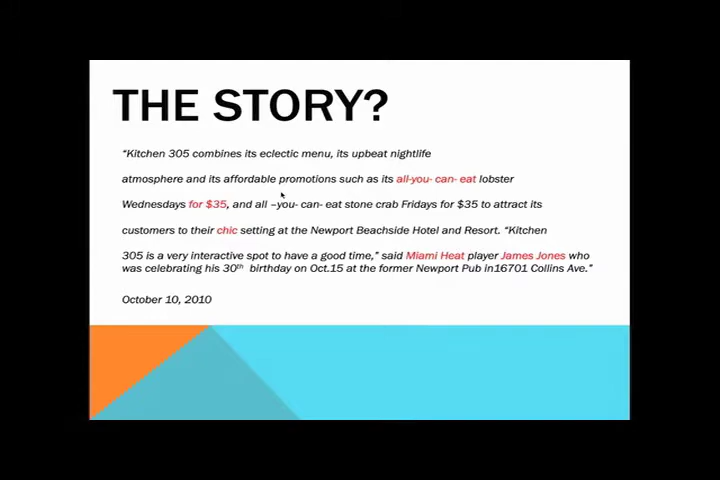 THE STORY?
“Kitchen 305 combines its eclectic menu, its upbeat nightlife
atmosphere and its affordable promotions such as its all-you- can- eat lobster
Wednesdays for $35, and all –you- can- eat stone crab Fridays for $35 to attract its
customers to their chic setting at the Newport Beachside Hotel and Resort. “Kitchen
305 is a very interactive spot to have a good time,” said Miami Heat player James Jones who
was celebrating his 30th birthday on Oct.15 at the former Newport Pub in16701 Collins Ave.”
October 10, 2010